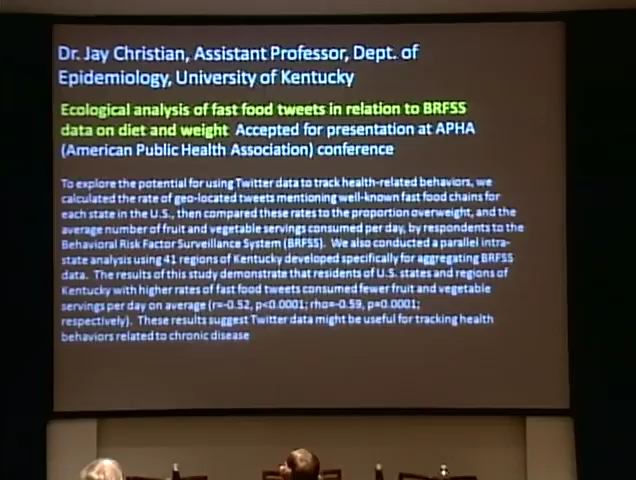 Dr. Jay Christian, Assistant Professor, Dept. of
Epidemiology, University of Kentucky
Ecological analysis of fast food tweets in relation to BRFSS
data on diet and weight Accepted for presentation at APHA
(American Public Health Association) conference
To explore the potential for using Twitter data to track health-related behaviors, we
calculated the rate of geo-located tweets mentioning well-known fast food chains for
each state in the U.S., then compared these rates to the proportion overweight, and the
average number of fruit and vegetable servings consumed per day, by respondents to the
Behavioral Risk Factor Surveillance System (BRFSS). We also conducted a parallel intra-
state analysis using 41 regions of Kentucky developed specifically for aggregating BRFSS
data. The results of this study demonstrate that residents of U.S. states and regions of
Kentucky with higher rates of fast food tweets consumed fewer fruit and vegetable
servings per day on average (r=-0.52, p<0.0001; rho=-0.59, p=0.0001;
respectively). These results suggest Twitter data might be useful for tracking health
behaviors related to chronic disease